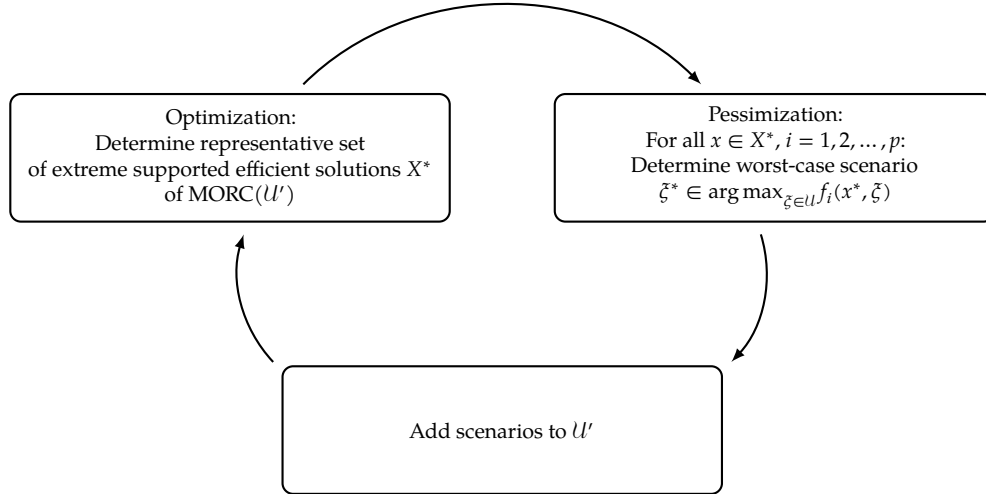 Optimization:
Determine representative set
of extreme supported efficient solutions X*
of MORC(𝒰′)
Pessimization:
For all x ∈ X*, i = 1, 2, ..., p:
Determine worst-case scenario
ξ* ∈ arg max_{ξ∈𝒰} f_i(x*, ξ)
Add scenarios to 𝒰′